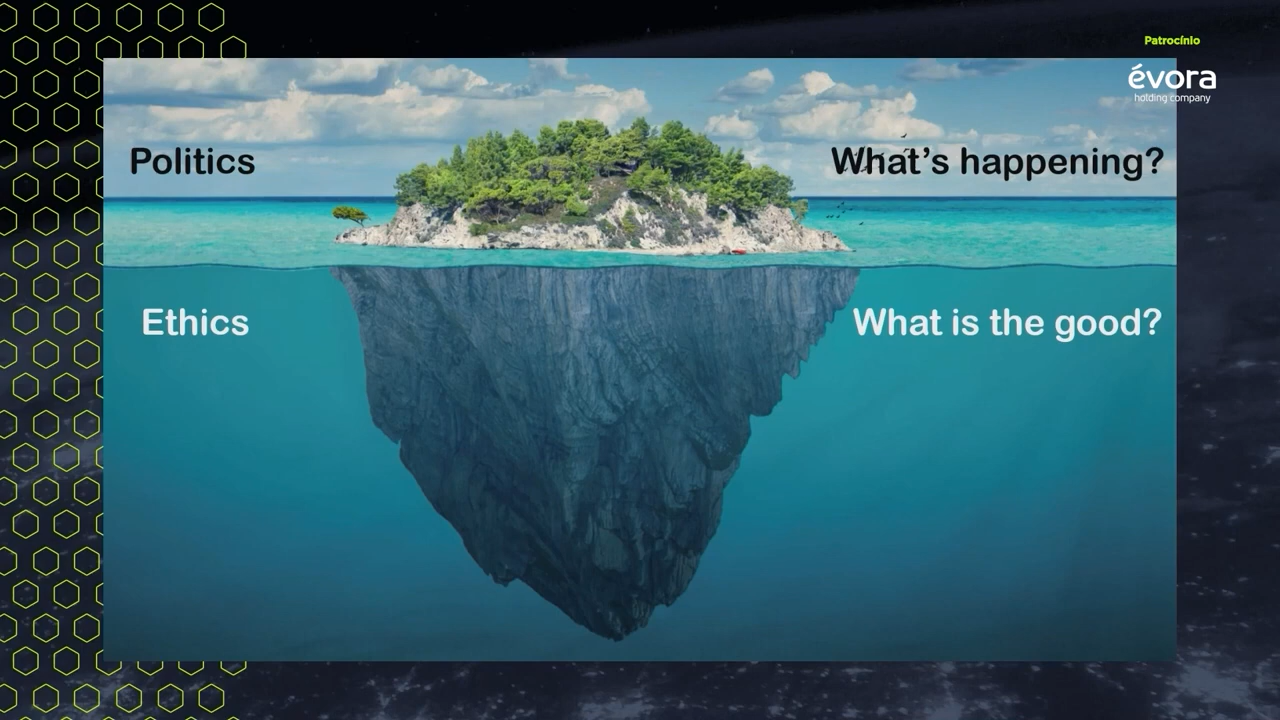 Patrocínio
évora
holding company
Politics
What's happening?
Ethics
What is the good?